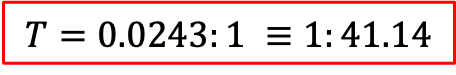 T = 0.0243: 1 ≡ 1: 41.14